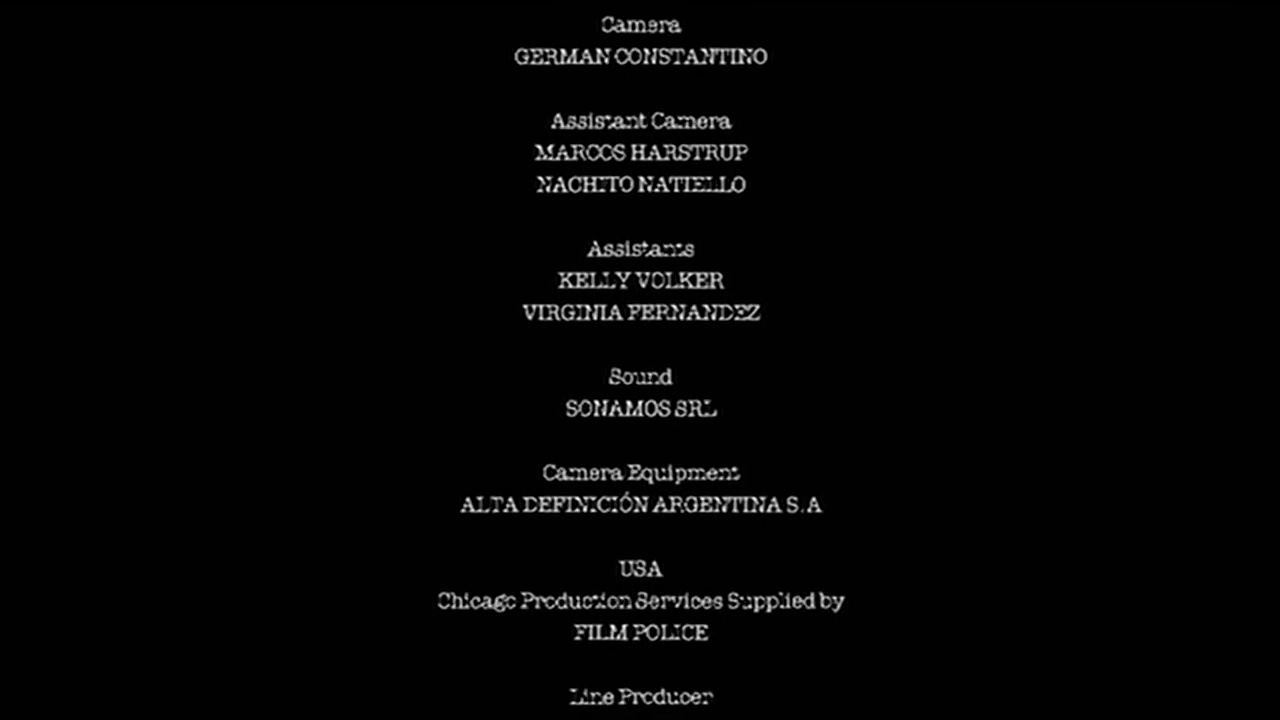 Camera
GERMAN CONSTANTINO
Assistant Camera
MARCOS HARSTRUP
NACHITO NATIELLO
Assistants
KELLY VOLKER
VIRGINIA FERNANDEZ
Sound
SONAMOS SRL
Camera Equipment
ALTA DEFINICIÓN ARGENTINA S.A
USA
Chicago Production Services Supplied by
FILM POLICE
Line Producer